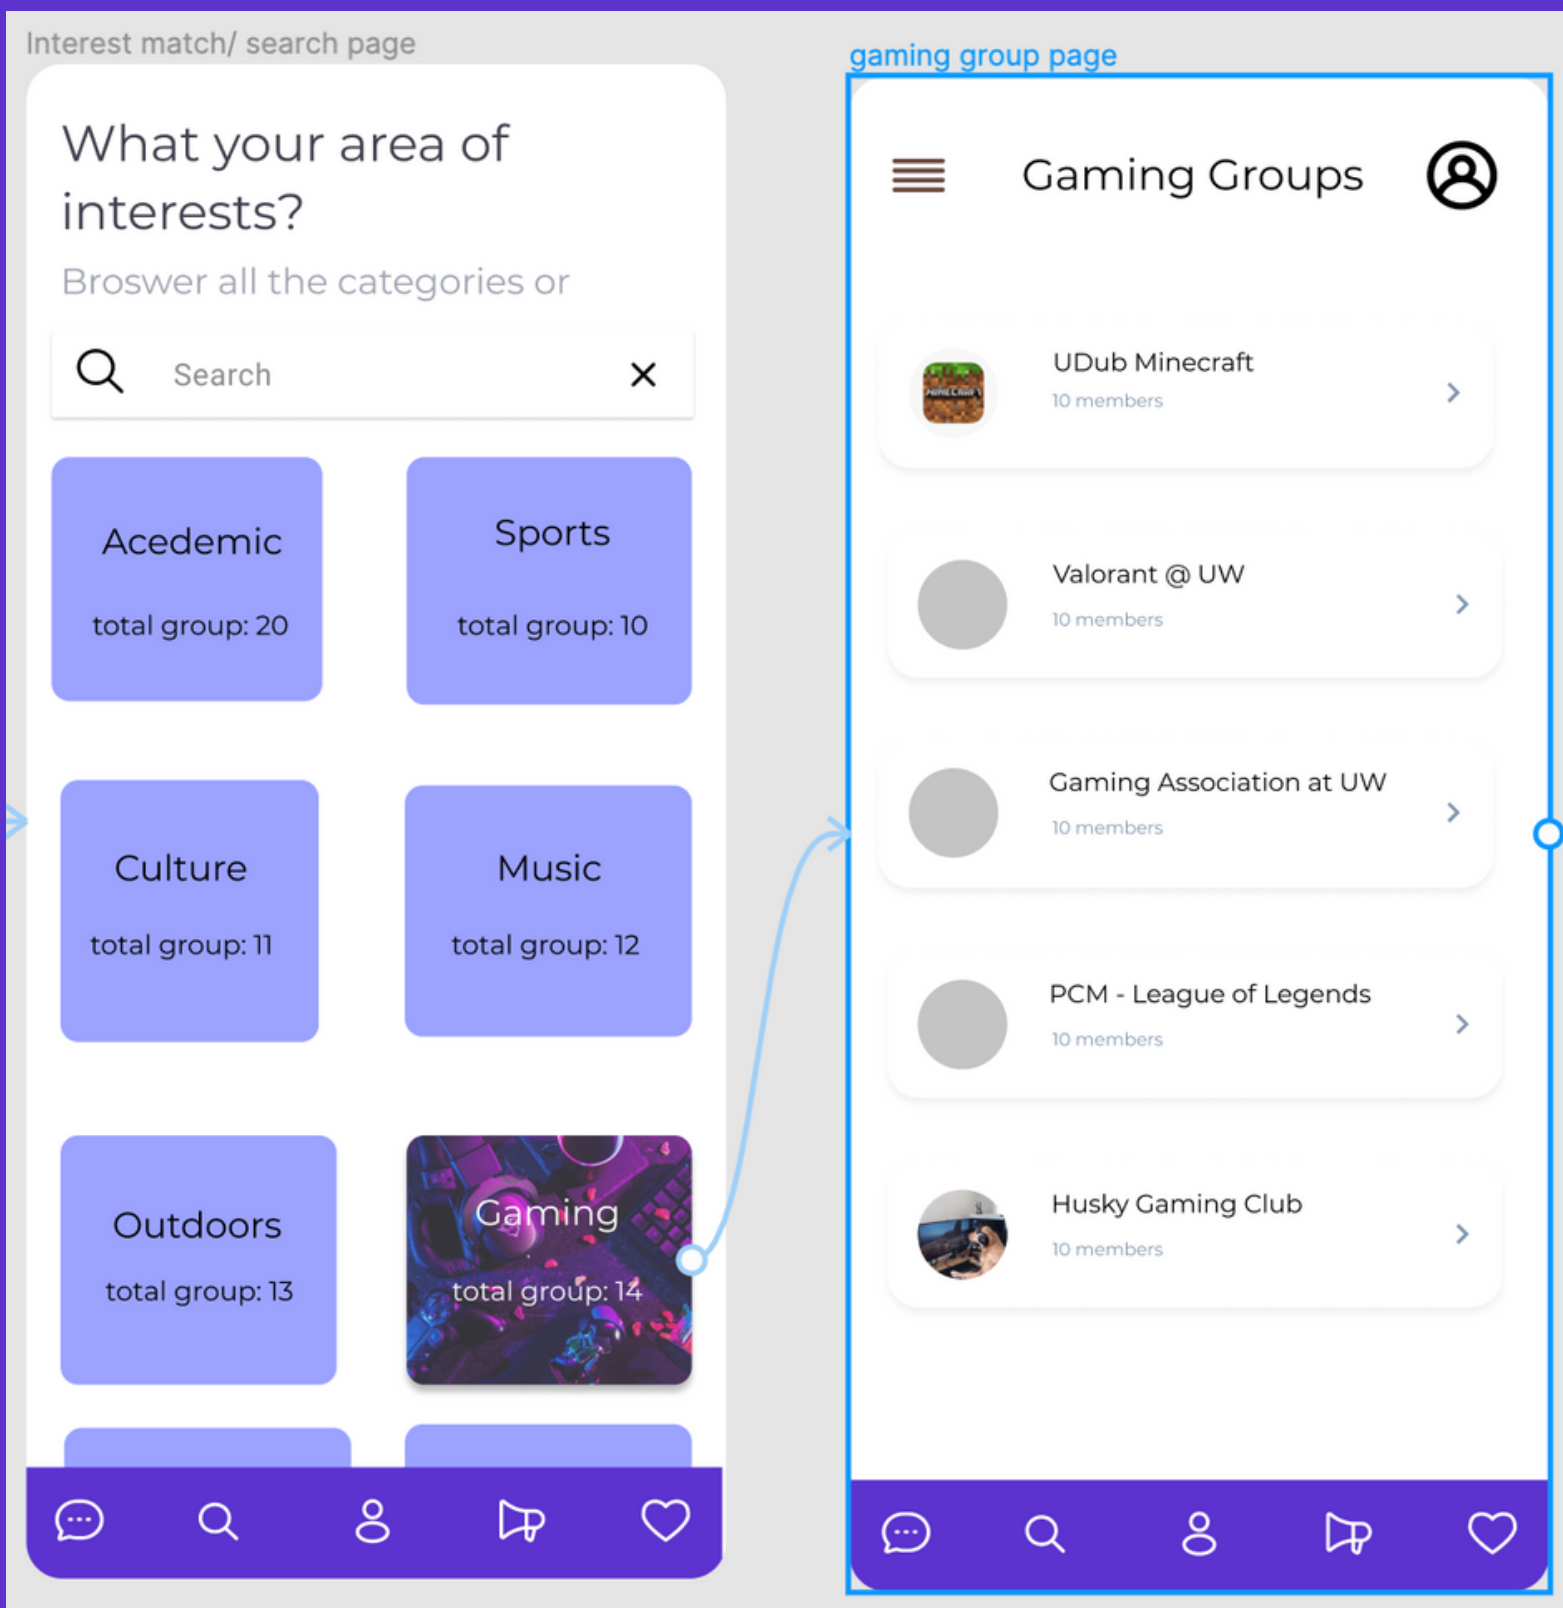 Interest match/ search page
What your area of
interests?
Broswer all the categories or
Search
Acedemic
total group: 20
Sports
total group: 10
Culture
total group: 11
Music
total group: 12
Outdoors
total group: 13
Gaming
total group: 14
gaming group page
Gaming Groups
MINECRAFT
UDub Minecraft
10 members
Valorant @ UW
10 members
Gaming Association at UW
10 members
PCM - League of Legends
10 members
Husky Gaming Club
10 members